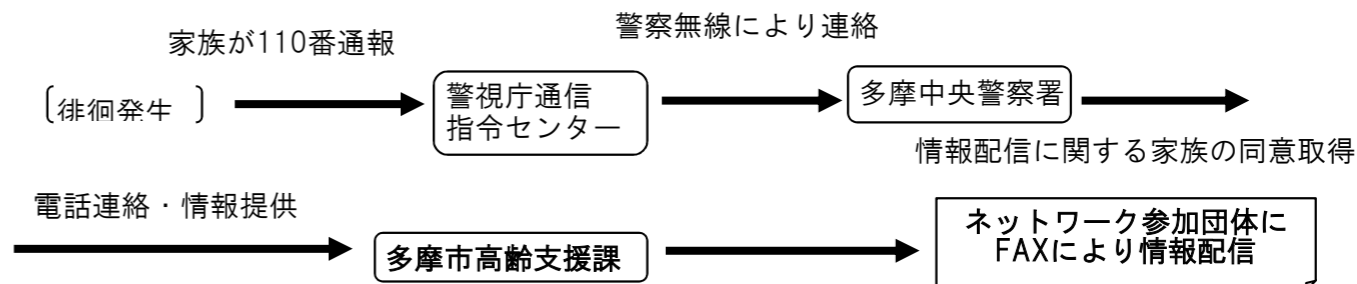 警察無線により連絡
家族が110番通報
〔徘徊発生 〕
警視庁通信
指令センター
多摩中央警察署
情報配信に関する家族の同意取得
電話連絡・情報提供
多摩市高齢支援課
ネットワーク参加団体に
FAXにより情報配信